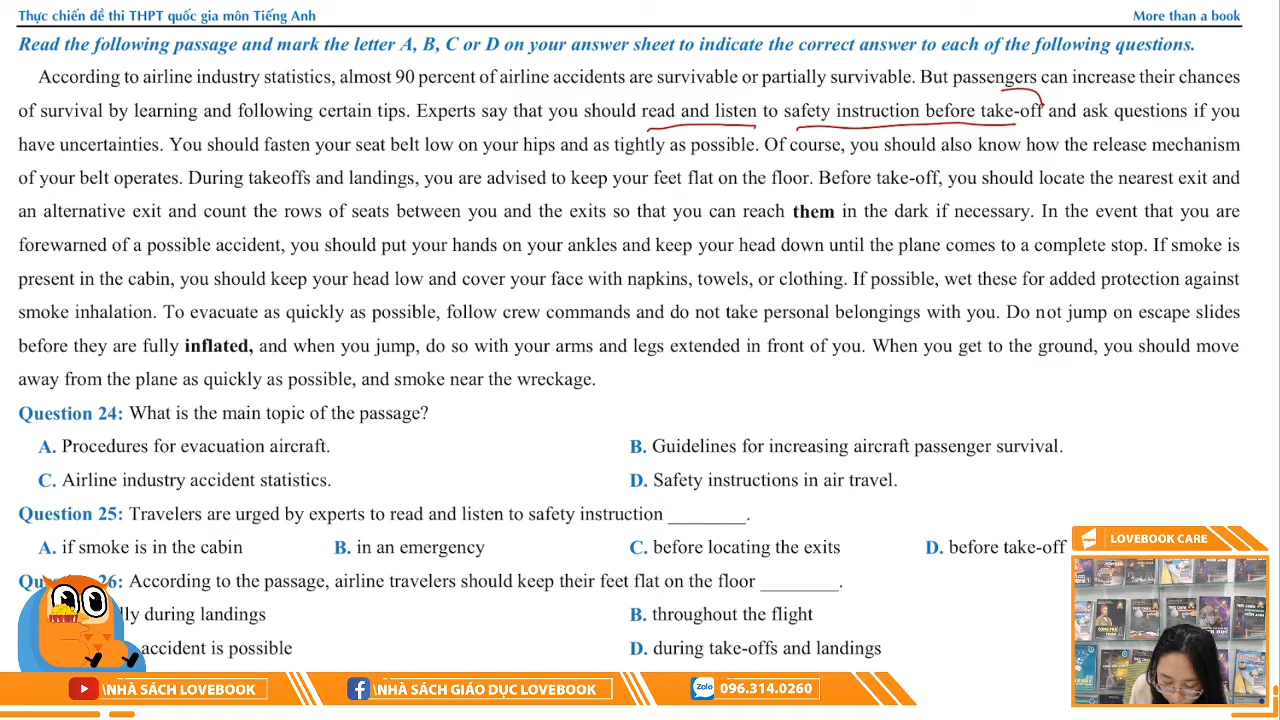 Thực chiến đề thi THPT quốc gia môn Tiếng Anh
More than a book
Read the following passage and mark the letter A, B, C or D on your answer sheet to indicate the correct answer to each of the following questions.
According to airline industry statistics, almost 90 percent of airline accidents are survivable or partially survivable. But passengers can increase their chances
of survival by learning and following certain tips. Experts say that you should read and listen to safety instruction before take-off and ask questions if you
have uncertainties. You should fasten your seat belt low on your hips and as tightly as possible. Of course, you should also know how the release mechanism
of your belt operates. During takeoffs and landings, you are advised to keep your feet flat on the floor. Before take-off, you should locate the nearest exit and
an alternative exit and count the rows of seats between you and the exits so that you can reach them in the dark if necessary. In the event that you are
forewarned of a possible accident, you should put your hands on your ankles and keep your head down until the plane comes to a complete stop. If smoke is
present in the cabin, you should keep your head low and cover your face with napkins, towels, or clothing. If possible, wet these for added protection against
smoke inhalation. To evacuate as quickly as possible, follow crew commands and do not take personal belongings with you. Do not jump on escape slides
before they are fully inflated, and when you jump, do so with your arms and legs extended in front of you. When you get to the ground, you should move
away from the plane as quickly as possible, and smoke near the wreckage.
Question 24: What is the main topic of the passage?
A. Procedures for evacuation aircraft. B. Guidelines for increasing aircraft passenger survival.
C. Airline industry accident statistics. D. Safety instructions in air travel.
Question 25: Travelers are urged by experts to read and listen to safety instruction ________.
A. if smoke is in the cabin B. in an emergency C. before locating the exits D. before take-off
26: According to the passage, airline travelers should keep their feet flat on the floor ________.
during landings B. throughout the flight
accident is possible D. during take-offs and landings
LOVEBOOK CARE
NHÀ SÁCH LOVEBOOK
NHÀ SÁCH GIÁO DỤC LOVEBOOK
Zalo 096.314.0260